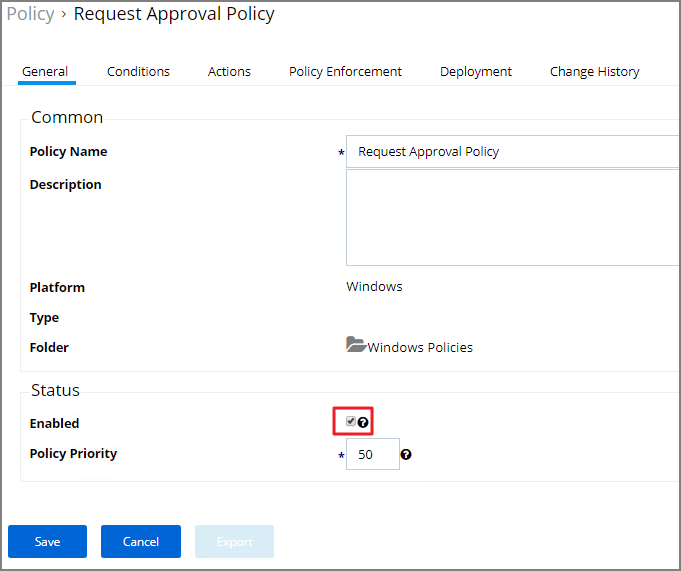 Policy › Request Approval Policy
General Conditions Actions Policy Enforcement Deployment Change History
Common
Policy Name * Request Approval Policy
Description
Platform Windows
Type
Folder Windows Policies
Status
Enabled ?
Policy Priority * 50 ?
Save Cancel Export